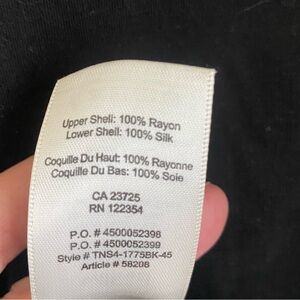 Upper Shell: 100% Rayon
Lower Shell: 100% Silk
Coquille Du Haut: 100% Rayonne
Coquille Du Bas: 100% Soie
CA 23725
RN 122354
P.O. # 4500052398
P.O. # 4500052399
Style # TNS4-1775BK-45
Article # 58208